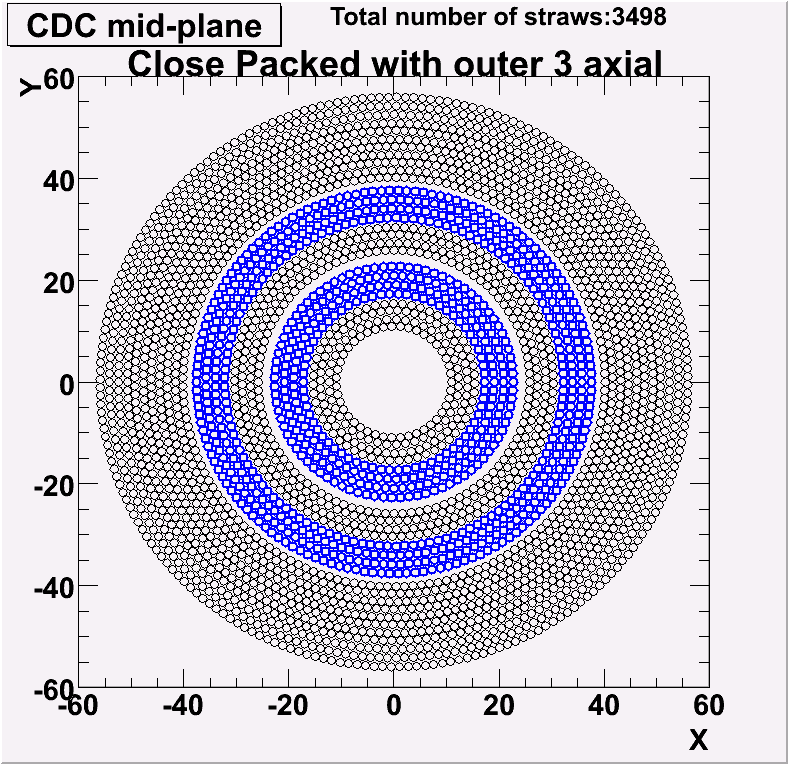 CDC mid-plane
Total number of straws:3498
Close Packed with outer 3 axial
Y
60
40
20
0
-20
-40
-60
-60 -40 -20 0 20 40 60
X